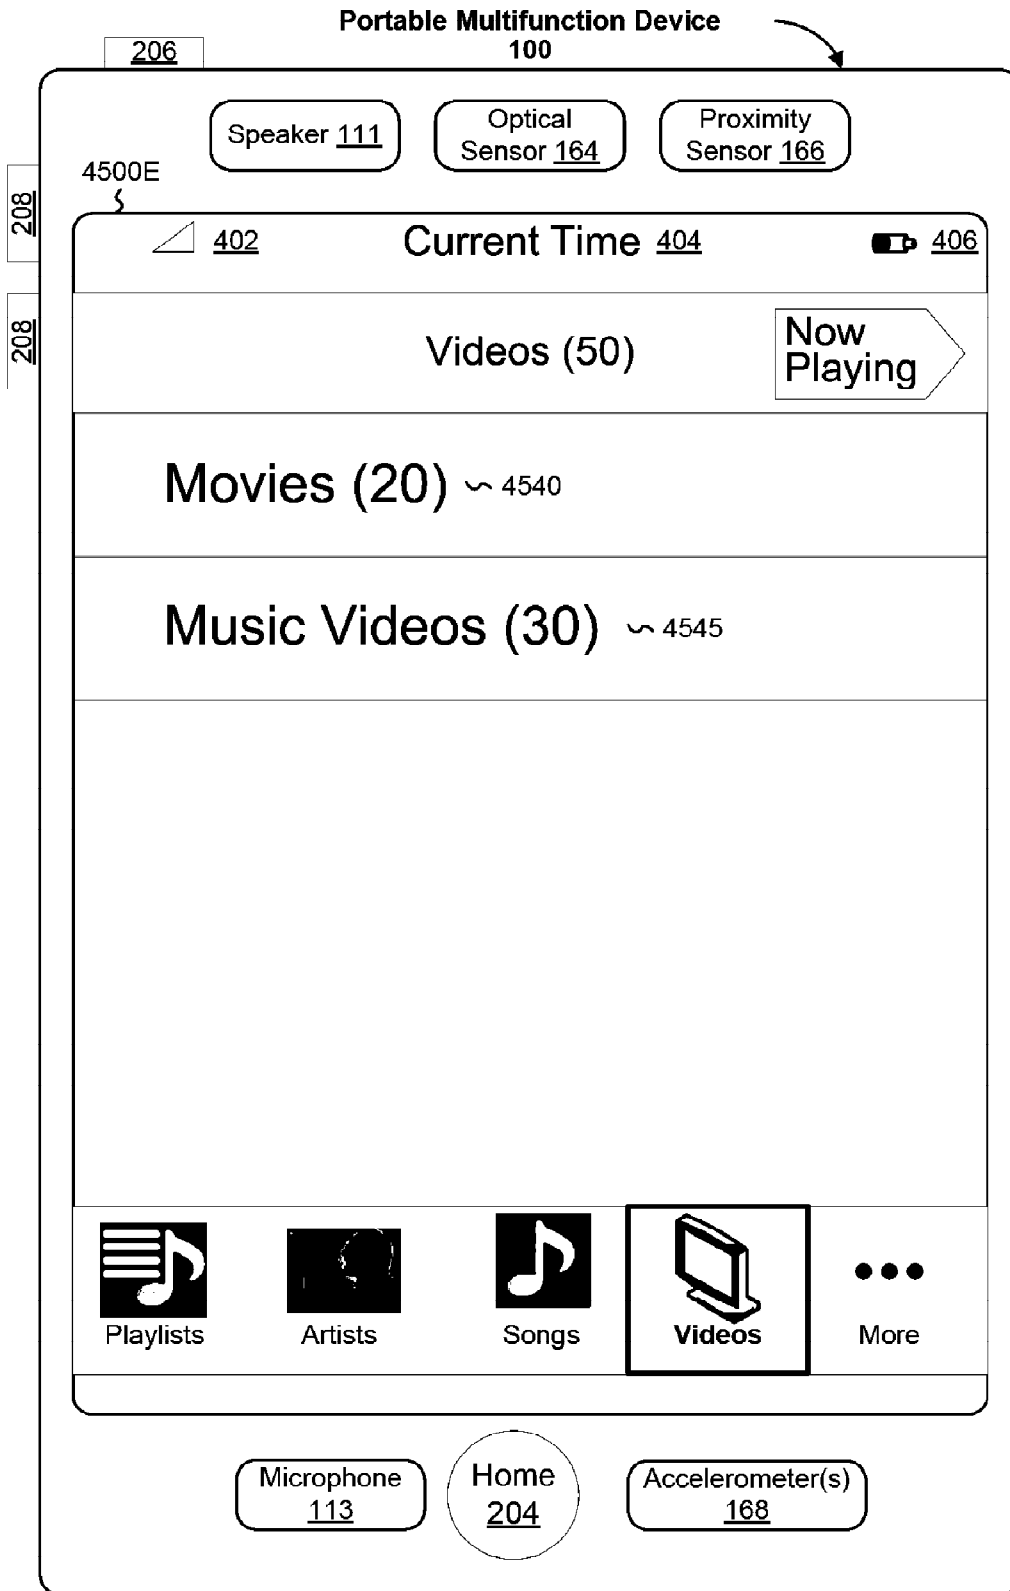 Portable Multifunction Device
100
206
Speaker 111
Optical
Sensor 164
Proximity
Sensor 166
4500E
208
208
402
Current Time 404
406
Videos (50)
Now
Playing
Movies (20) 4540
Music Videos (30) 4545
Playlists
Artists
Songs
Videos
More
Microphone
113
Home
204
Accelerometer(s)
168